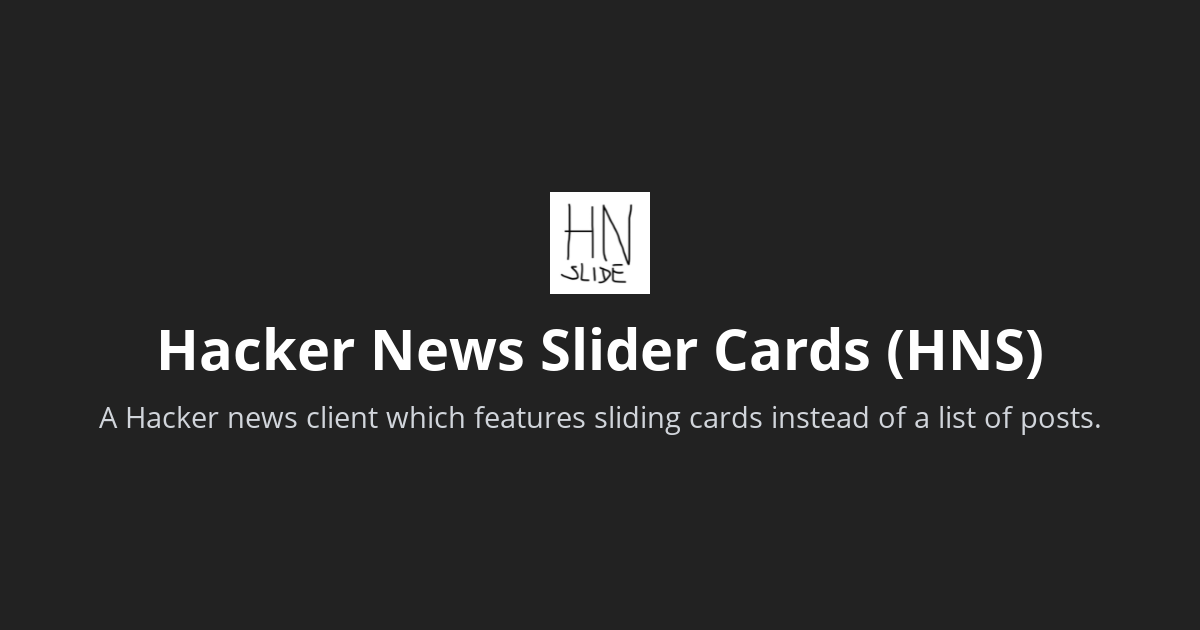 HN
SLIDE
Hacker News Slider Cards (HNS)
A Hacker news client which features sliding cards instead of a list of posts.